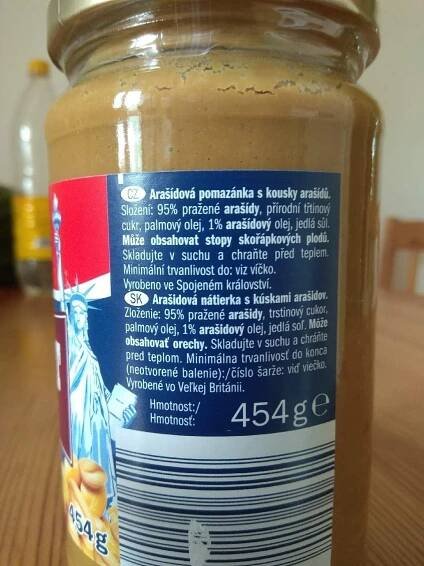 CZ Arašídová pomazánka s kousky arašídů.
Složení: 95% pražené arašídy, přírodní třtinový
cukr, palmový olej, 1% arašídový olej, jedlá sůl.
Může obsahovat stopy skořápkových plodů.
Skladujte v suchu a chraňte před teplem.
Minimální trvanlivost do: viz víčko.
Vyrobeno ve Spojeném království.
SK Arašidová nátierka s kúskami arašidov.
Zloženie: 95% pražené arašidy, trstinový cukor,
palmový olej, 1% arašidový olej, jedlá soľ. Môže
obsahovať orechy. Skladujte v suchu a chráňte
pred teplom. Minimálna trvanlivosť do konca
(neotvorené balenie):/číslo šarže: viď viečko.
Vyrobené vo Veľkej Británii.
Hmotnost:/
Hmotnosť:
454g e
454g